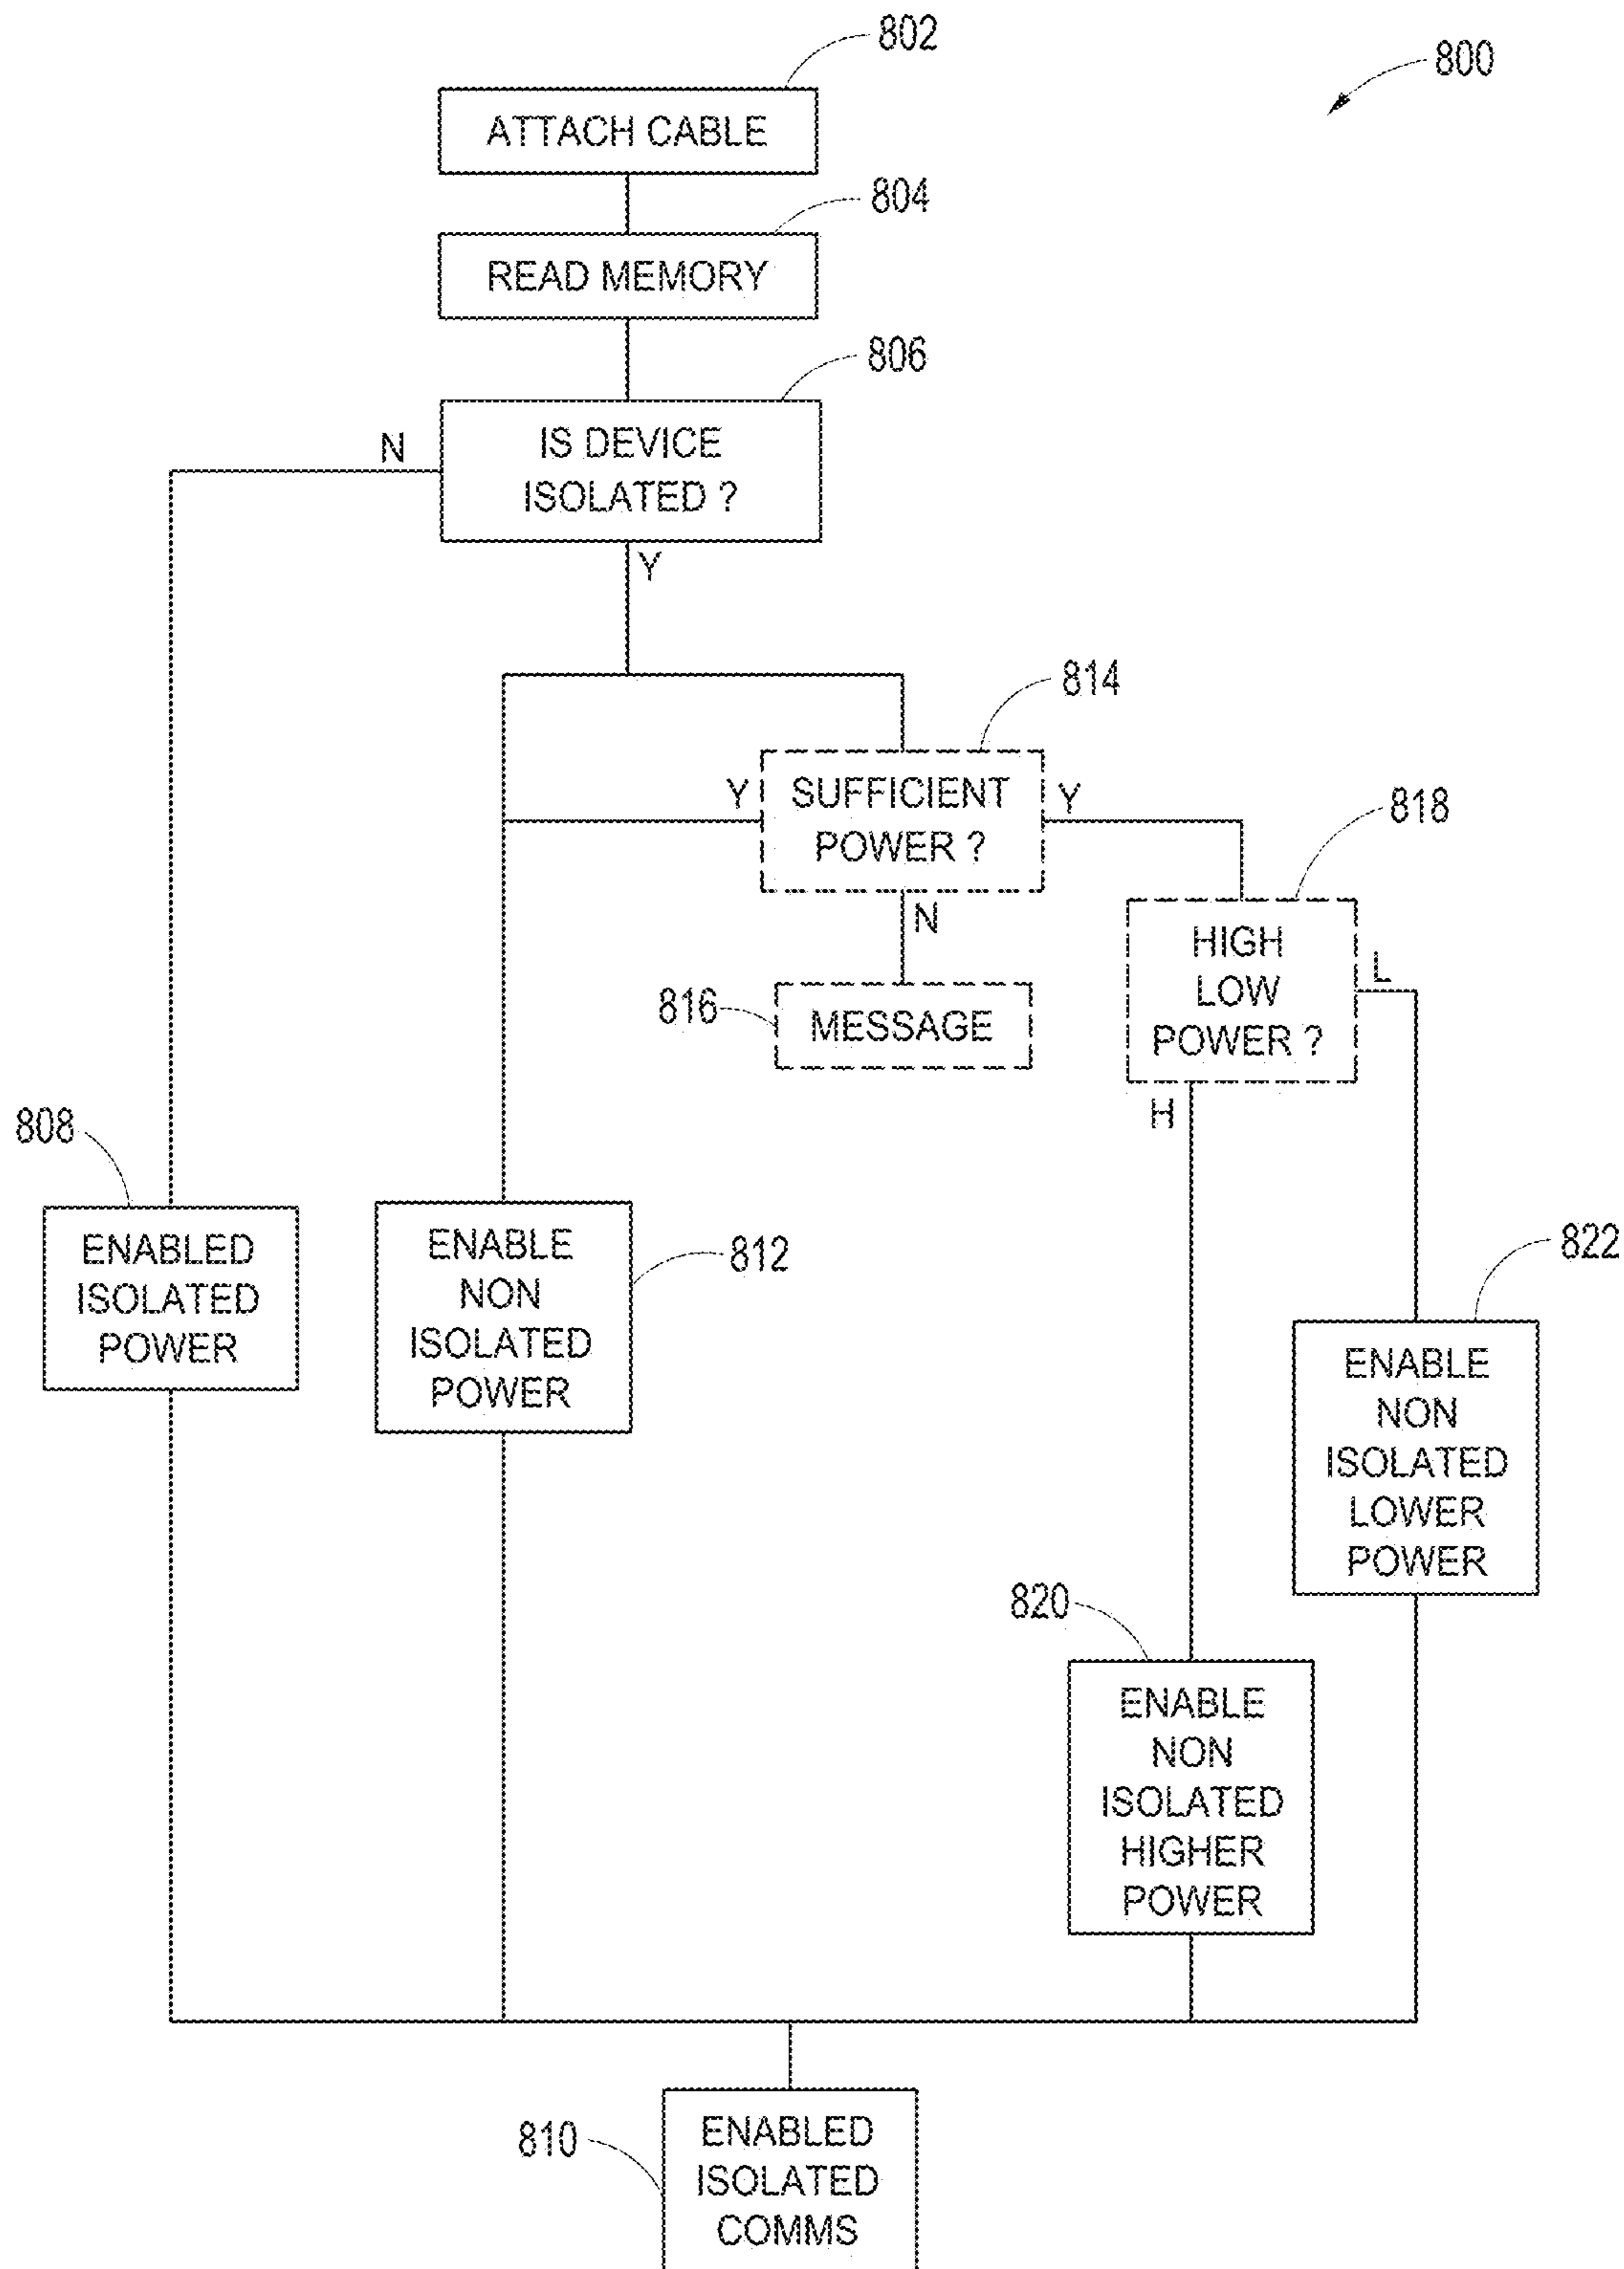 802
800
ATTACH CABLE
804
READ MEMORY
806
N
IS DEVICE
ISOLATED ?
Y
814
Y
SUFFICIENT
POWER ?
Y
818
N
HIGH
LOW
POWER ?
L
816
MESSAGE
H
808
ENABLED
ISOLATED
POWER
ENABLE
NON
ISOLATED
POWER
812
822
ENABLE
NON
ISOLATED
LOWER
POWER
820
ENABLE
NON
ISOLATED
HIGHER
POWER
810
ENABLED
ISOLATED
COMMS